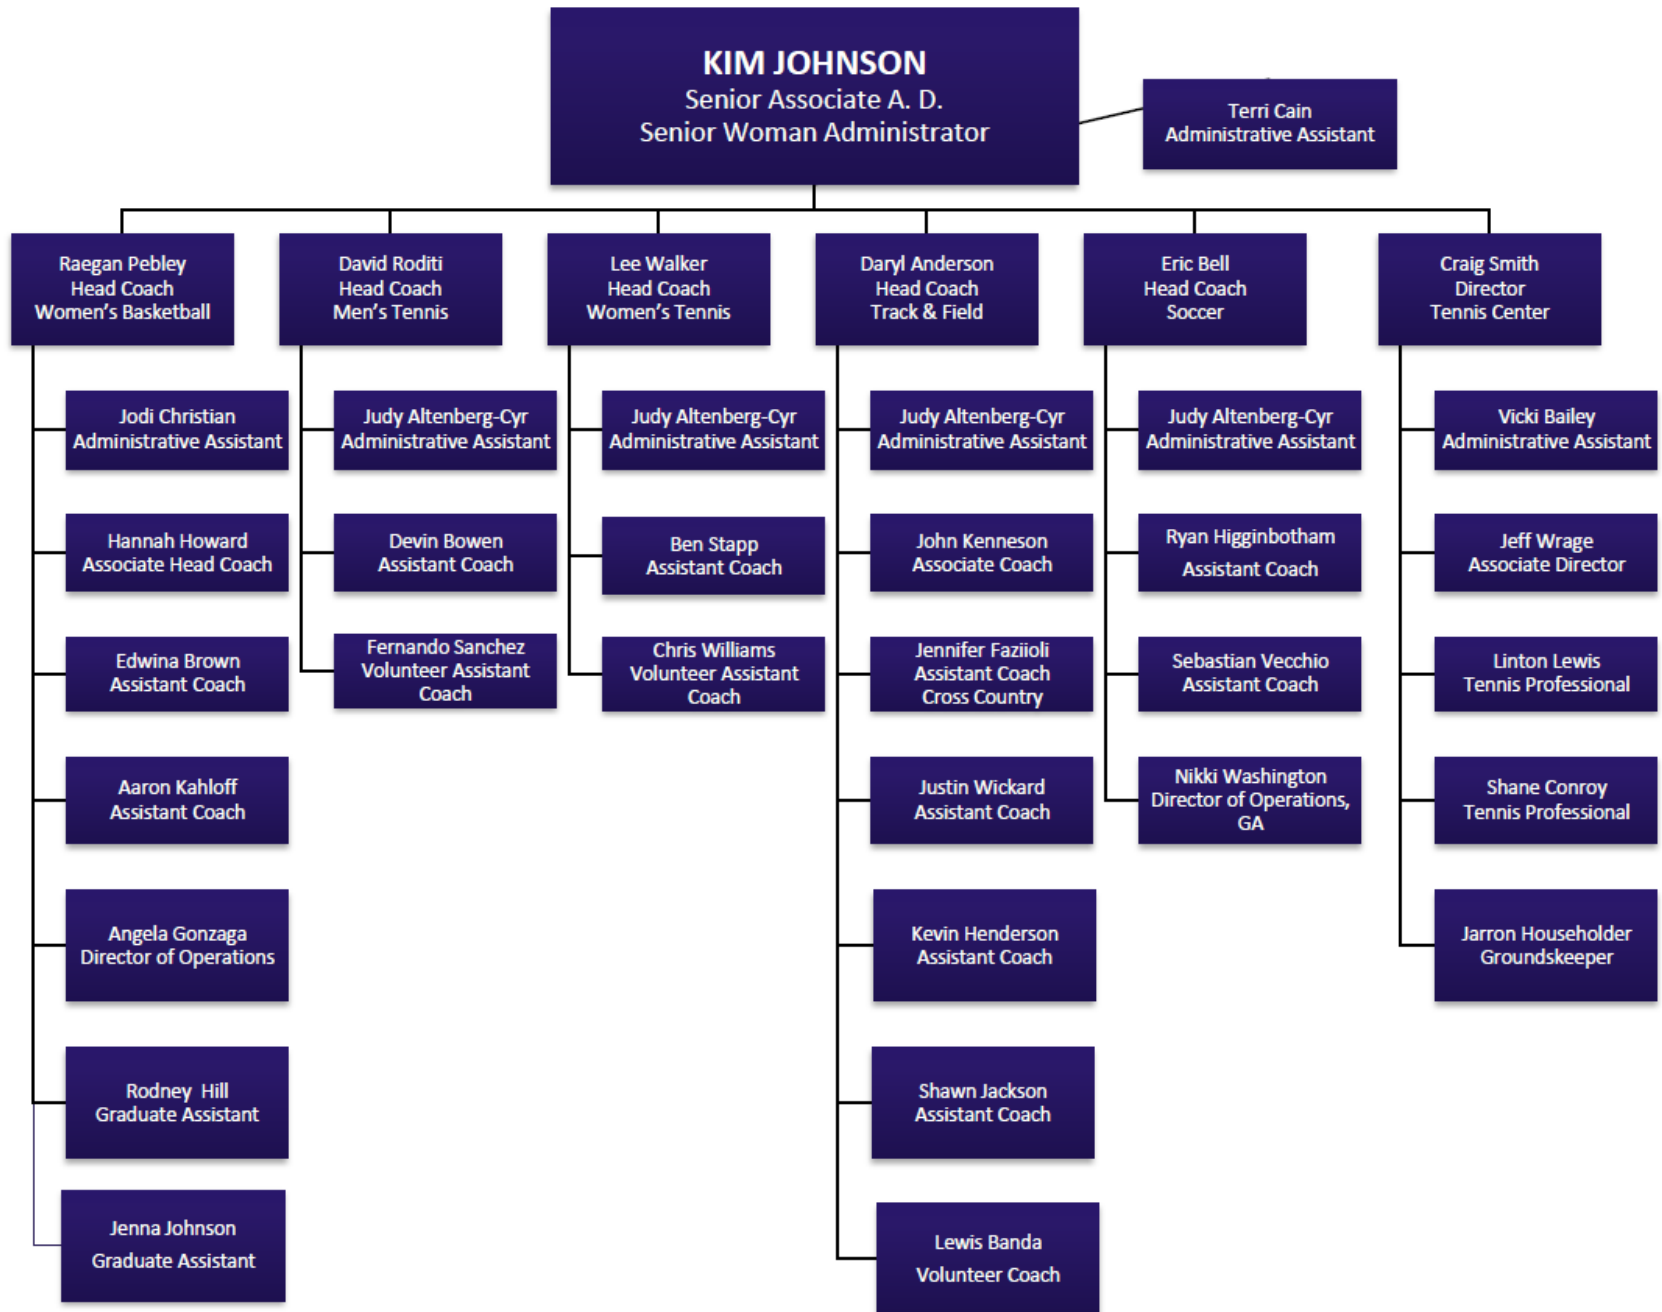 KIM JOHNSON
Senior Associate A. D.
Senior Woman Administrator
Terri Cain
Administrative Assistant
Raegan Pebley
Head Coach
Women's Basketball
Jodi Christian
Administrative Assistant
Hannah Howard
Associate Head Coach
Edwina Brown
Assistant Coach
Aaron Kahloff
Assistant Coach
Angela Gonzaga
Director of Operations
Rodney Hill
Graduate Assistant
Jenna Johnson
Graduate Assistant
David Roditi
Head Coach
Men's Tennis
Judy Altenberg-Cyr
Administrative Assistant
Devin Bowen
Assistant Coach
Fernando Sanchez
Volunteer Assistant
Coach
Lee Walker
Head Coach
Women's Tennis
Judy Altenberg-Cyr
Administrative Assistant
Ben Stapp
Assistant Coach
Chris Williams
Volunteer Assistant
Coach
Daryl Anderson
Head Coach
Track & Field
Judy Altenberg-Cyr
Administrative Assistant
John Kenneson
Associate Coach
Jennifer Faziioli
Assistant Coach
Cross Country
Justin Wickard
Assistant Coach
Kevin Henderson
Assistant Coach
Shawn Jackson
Assistant Coach
Lewis Banda
Volunteer Coach
Eric Bell
Head Coach
Soccer
Judy Altenberg-Cyr
Administrative Assistant
Ryan Higginbotham
Assistant Coach
Sebastian Vecchio
Assistant Coach
Nikki Washington
Director of Operations,
GA
Craig Smith
Director
Tennis Center
Vicki Bailey
Administrative Assistant
Jeff Wrage
Associate Director
Linton Lewis
Tennis Professional
Shane Conroy
Tennis Professional
Jarron Householder
Groundskeeper